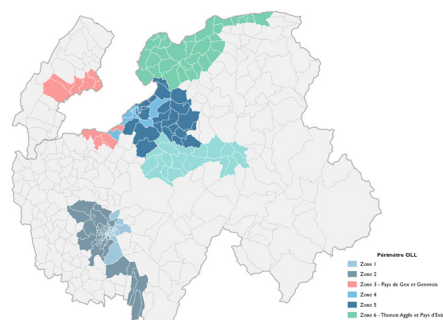 Périmètre OLL
Zone 1
Zone 2
Zone 3 - Pays de Gex et Genevois
Zone 4
Zone 5
Zone 6 - Thonon Agglo et Pays d'Evia